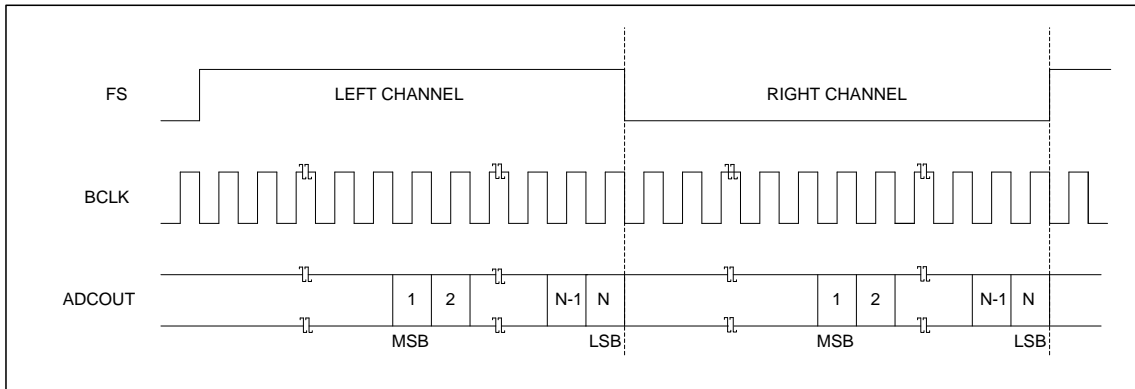 FS
LEFT CHANNEL
RIGHT CHANNEL
BCLK
ADCOUT
1 2 N-1 N 1 2 N-1 N
MSB LSB MSB LSB